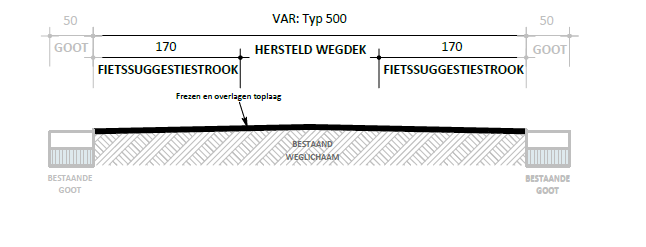 VAR: Typ 500
50
50
GOOT
170
HERSTELD WEGDEK
170
GOOT
FIETSSUGGESTIESTROOK
FIETSSUGGESTIESTROOK
Frezen en overlagen toplaag
BESTAAND
WEGLICHAAM
BESTAANDE
GOOT
BESTAANDE
GOOT